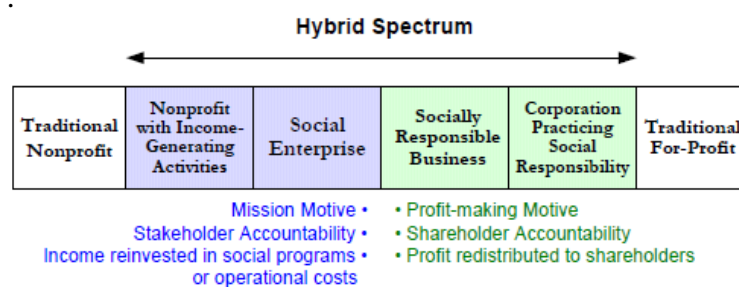 .
Hybrid Spectrum
Traditional
Nonprofit
Nonprofit
with Income-
Generating
Activities
Social
Enterprise
Socially
Responsible
Business
Corporation
Practicing
Social
Responsibility
Traditional
For-Profit
Mission Motive •
Stakeholder Accountability •
Income reinvested in social programs •
or operational costs
• Profit-making Motive
• Shareholder Accountability
• Profit redistributed to shareholders